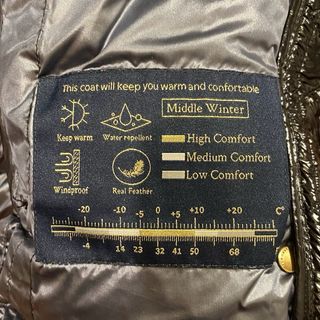 This coat will keep you warm and comfortable
Middle Winter
Keep warm
Water repellent
High Comfort
Medium Comfort
Low Comfort
Windproof
Real Feather
-20 -10 -5 0 +5 +10 +20 C°
-4 14 23 32 41 50 68